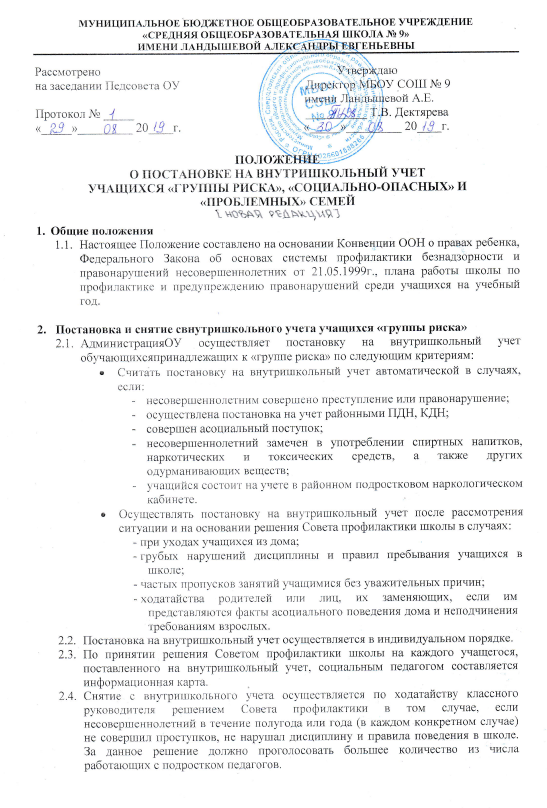 МУНИЦИПАЛЬНОЕ БЮДЖЕТНОЕ ОБЩЕОБРАЗОВАТЕЛЬНОЕ УЧРЕЖДЕНИЕ
«СРЕДНЯЯ ОБЩЕОБРАЗОВАТЕЛЬНАЯ ШКОЛА № 9»
ИМЕНИ ЛАНДЫШЕВОЙ АЛЕКСАНДРЫ ЕВГЕНЬЕВНЫ
Рассмотрено
на заседании Педсовета ОУ
Протокол № 1
« 29 » 08 20 19 г.
Утверждаю
Директор МБОУ СОШ № 9
имени Ландышевой А.Е.
Т.В. Дектярева
« 30 » 08 20 19 г.
МБОУ
СОШ
№ 9
ПОЛОЖЕНИЕ
О ПОСТАНОВКЕ НА ВНУТРИШКОЛЬНЫЙ УЧЕТ
УЧАЩИХСЯ «ГРУППЫ РИСКА», «СОЦИАЛЬНО-ОПАСНЫХ» И
«ПРОБЛЕМНЫХ» СЕМЕЙ
[НОВАЯ РЕДАКЦИЯ]
1. Общие положения
1.1. Настоящее Положение составлено на основании Конвенции ООН о правах ребенка,
Федерального Закона об основах системы профилактики безнадзорности и
правонарушений несовершеннолетних от 21.05.1999г., плана работы школы по
профилактике и предупреждению правонарушений среди учащихся на учебный
год.
2. Постановка и снятие свнутришкольного учета учащихся «группы риска»
2.1. АдминистрацияОУ осуществляет постановку на внутришкольный учет
обучающихсяпринадлежащих к «группе риска» по следующим критериям:
• Считать постановку на внутришкольный учет автоматической в случаях,
если:
- несовершеннолетним совершено преступление или правонарушение;
- осуществлена постановка на учет районными ПДН, КДН;
- совершен асоциальный поступок;
- несовершеннолетний замечен в употреблении спиртных напитков,
наркотических и токсических средств, а также других
одурманивающих веществ;
- учащийся состоит на учете в районном подростковом наркологическом
кабинете.
• Осуществлять постановку на внутришкольный учет после рассмотрения
ситуации и на основании решения Совета профилактики школы в случаях:
- при уходах учащихся из дома;
- грубых нарушений дисциплины и правил пребывания учащихся в
школе;
- частых пропусков занятий учащимися без уважительных причин;
- ходатайства родителей или лиц, их заменяющих, если им
представляются факты асоциального поведения дома и неподчинения
требованиям взрослых.
2.2. Постановка на внутришкольный учет осуществляется в индивидуальном порядке.
2.3. По принятии решения Советом профилактики школы на каждого учащегося,
поставленного на внутришкольный учет, социальным педагогом составляется
информационная карта.
2.4. Снятие с внутришкольного учета осуществляется по ходатайству классного
руководителя решением Совета профилактики в том случае, если
несовершеннолетний в течение полугода или года (в каждом конкретном случае)
не совершил проступков, не нарушал дисциплину и правила поведения в школе.
За данное решение должно проголосовать большее количество из числа
работающих с подростком педагогов.